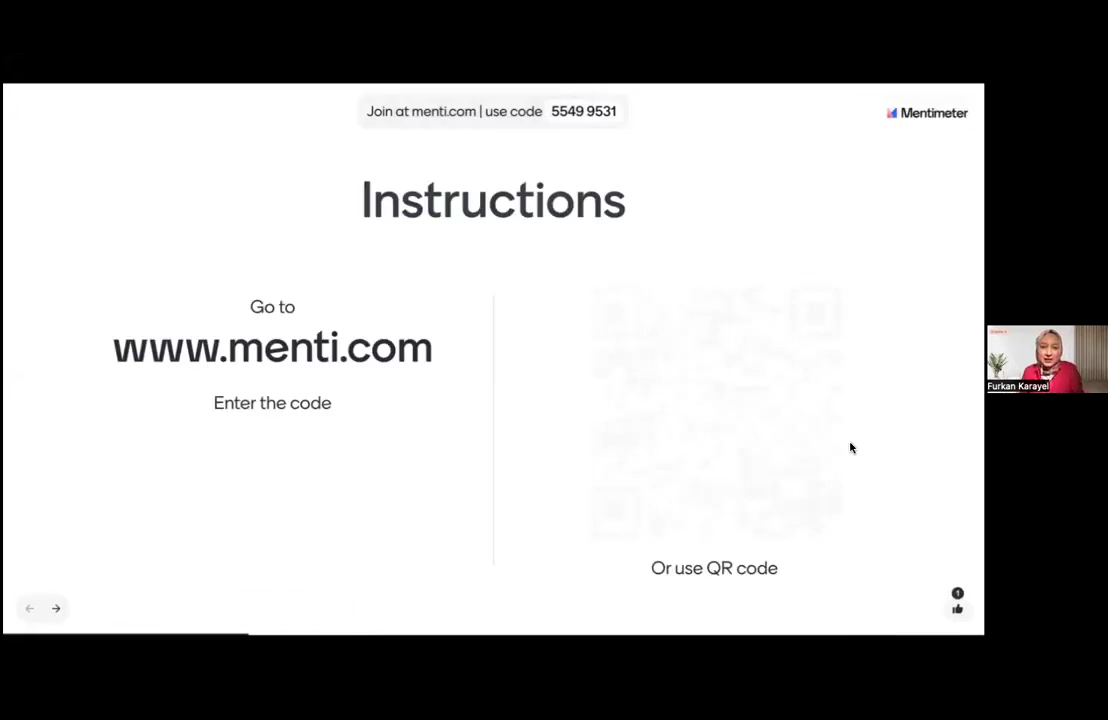 Join at menti.com | use code 5549 9531
Mentimeter
Instructions
Go to
www.menti.com
Enter the code
Or use QR code
1
Furkan Karayel